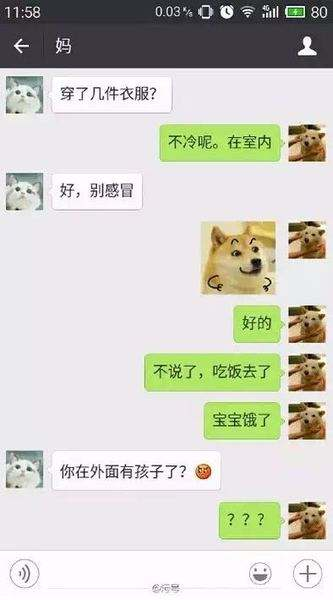 11:58
0.03 K/s
4G
80
妈
穿了几件衣服？
不冷呢。在室内
好，别感冒
好的
不说了，吃饭去了
宝宝饿了
你在外面有孩子了？
？？？